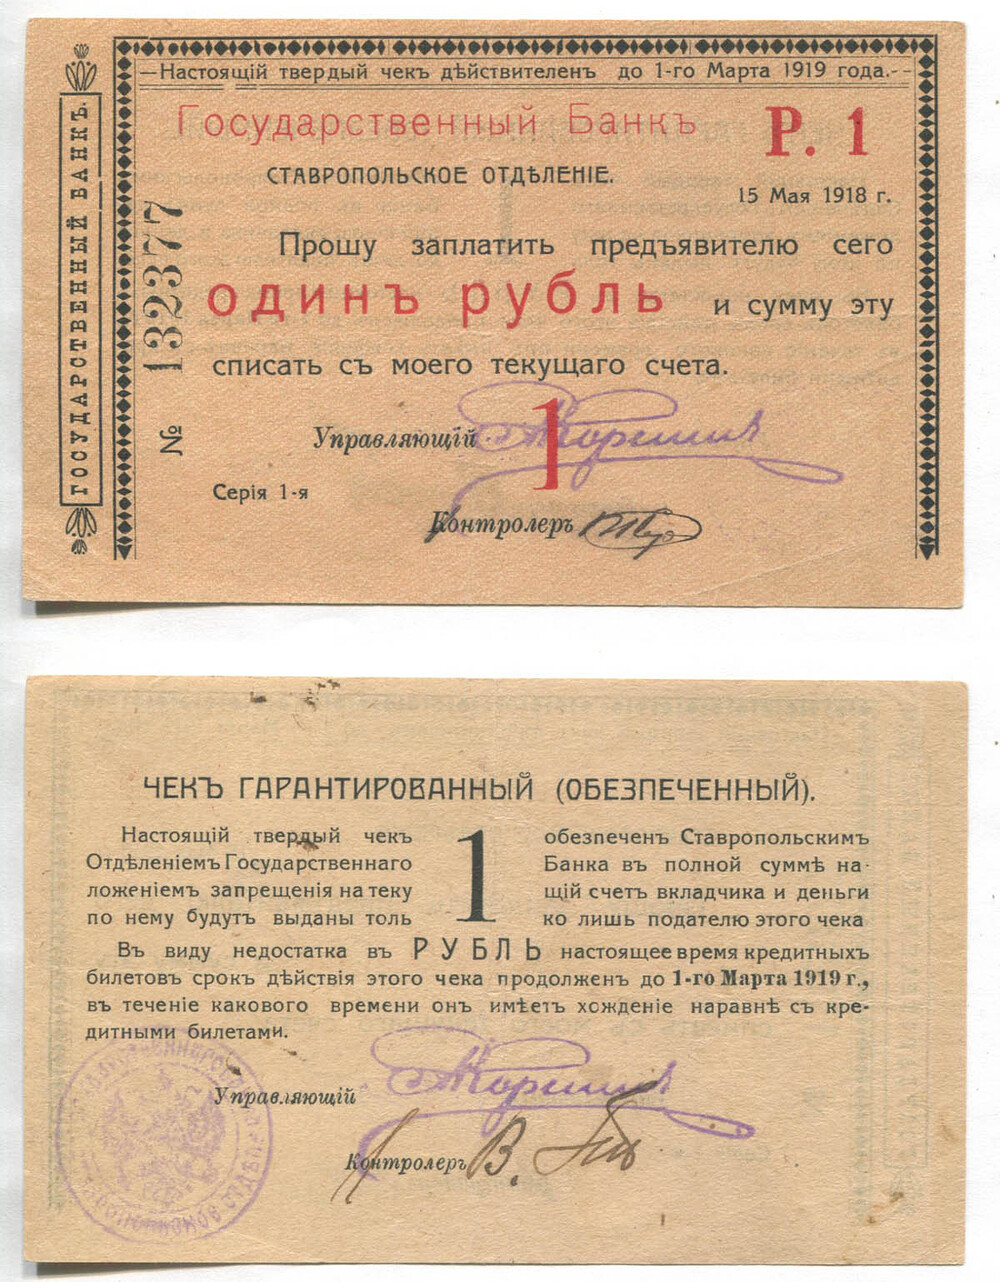 ГОСУДАРСТВЕННЫЙ БАНКЪ.
Настоящій твердый чекъ дѣйствителенъ до 1-го Марта 1919 года.
Государственный Банкъ Р. 1
СТАВРОПОЛЬСКОЕ ОТДѢЛЕНІЕ.
15 Мая 1918 г.
№ 132377
Прошу заплатить предъявителю сего
одинъ рубль и сумму эту
списать съ моего текущаго счета.
1
Управляющій
Серія 1-я
Контролеръ
ЧЕКЪ ГАРАНТИРОВАННЫЙ (ОБЕЗПЕЧЕННЫЙ).
Настоящій твердый чекъ обезпеченъ Ставропольскимъ
Отдѣленіемъ Государственнаго Банка въ полной суммѣ на-
ложеніемъ запрещенія на теку щій счетъ вкладчика и деньги
по нему будутъ выданы толь ко лишь подателю этого чека
1
Въ виду недостатка въ РУБЛЬ настоящее время кредитныхъ
билетовъ срокъ дѣйствія этого чека продолженъ до 1-го Марта 1919 г.,
въ теченіе какового времени онъ имѣетъ хожденіе наравнѣ съ кре-
дитными билетами.
Управляющій
Контролеръ